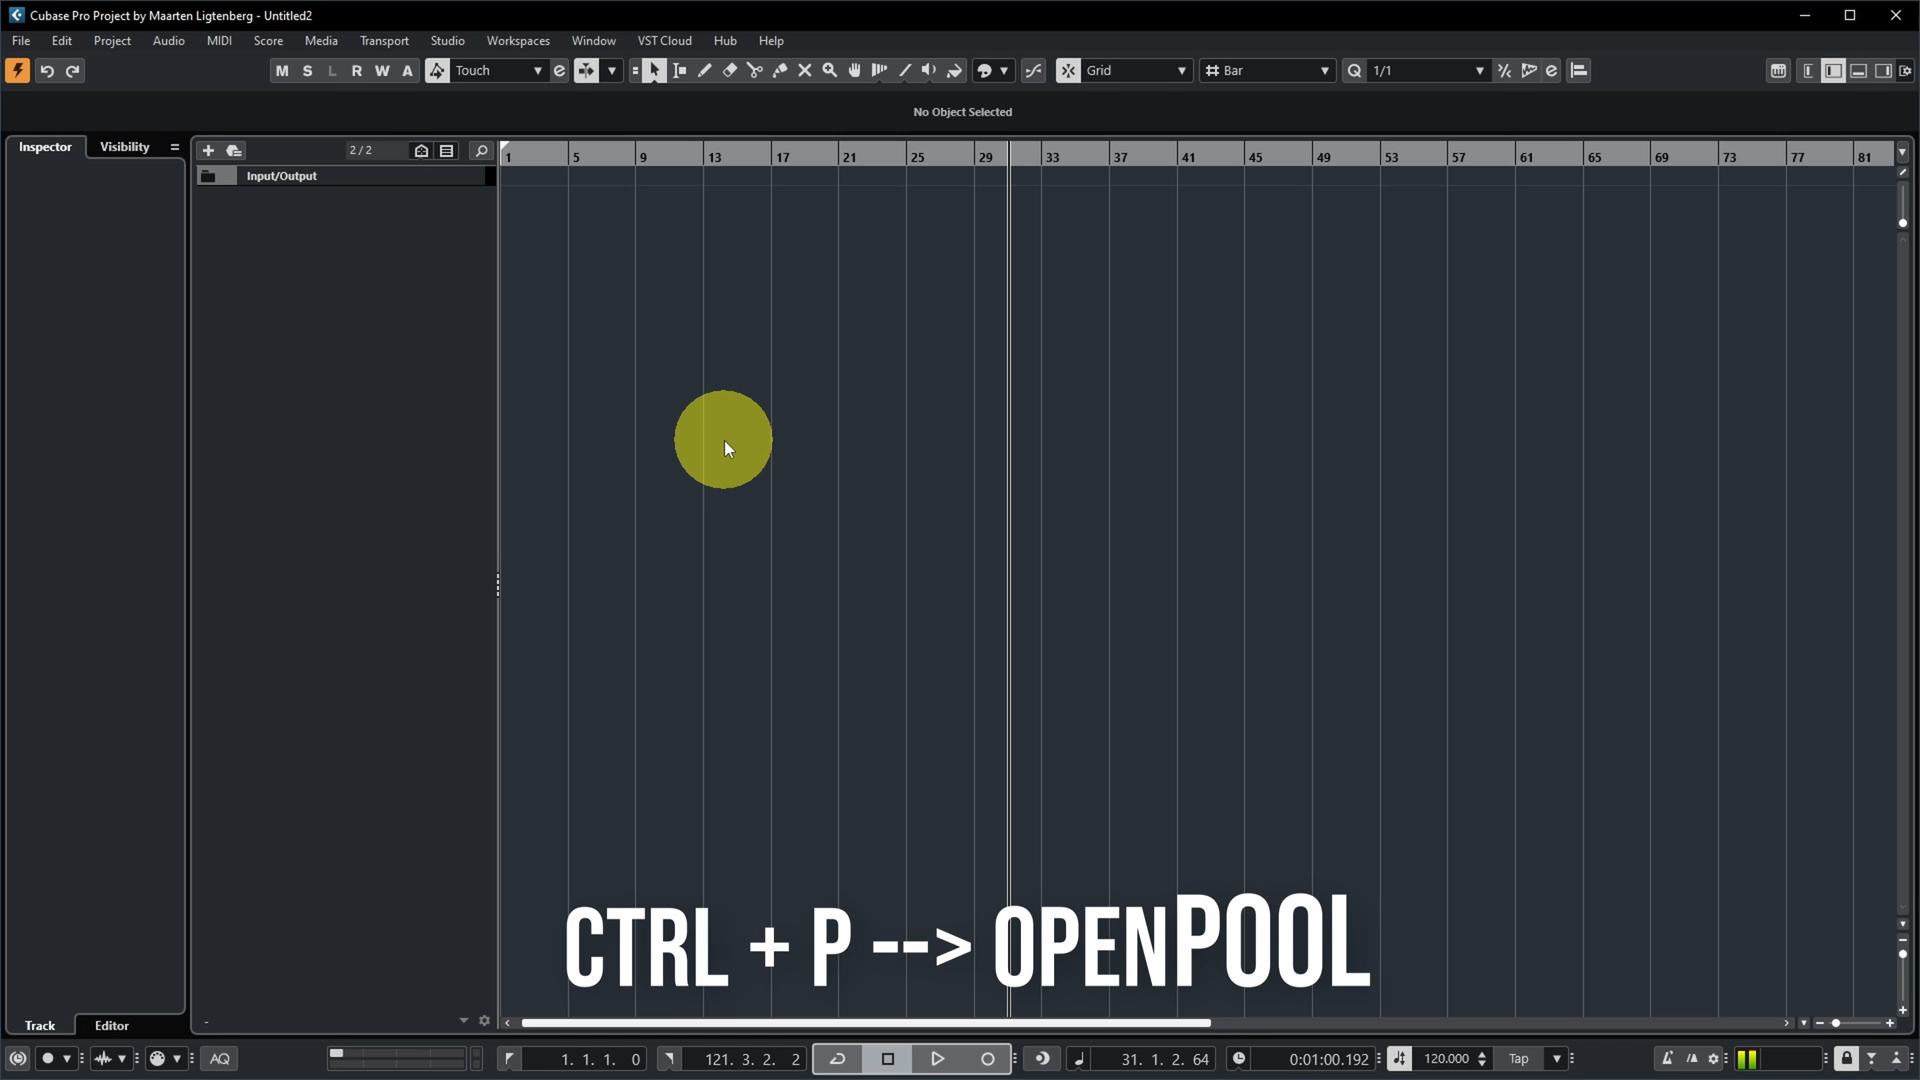 Cubase Pro Project by Maarten Ligtenberg - Untitled2
File Edit Project Audio MIDI Score Media Transport Studio Workspaces Window VST Cloud Hub Help
M S L R W A Touch e Grid Bar Q 1/1 e
No Object Selected
Inspector Visibility
2 / 2
1 5 9 13 17 21 25 29 33 37 41 45 49 53 57 61 65 69 73 77 81
Input/Output
CTRL + P --> OPENPOOL
Track Editor
AQ
1. 1. 1. 0
121. 3. 2. 2
31. 1. 2. 64
0:01:00.192
120.000
Tap